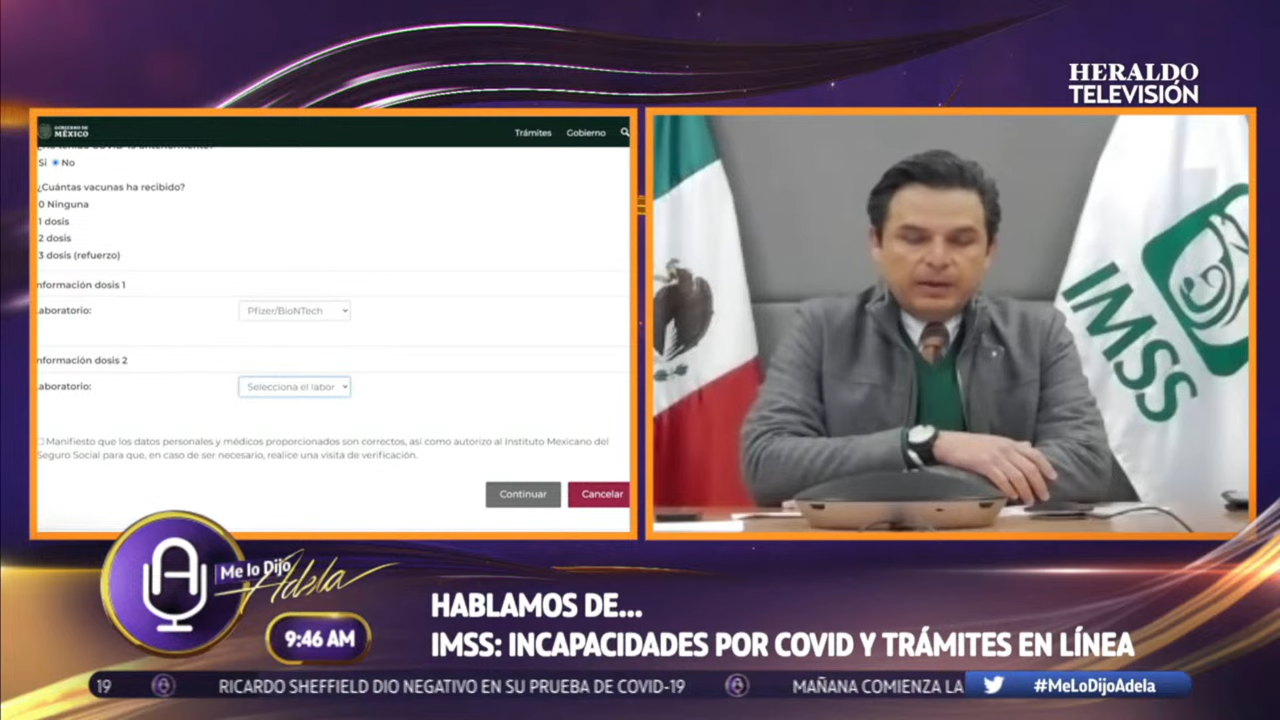 HERALDO
TELEVISIÓN
GOBIERNO DE
MÉXICO
Trámites Gobierno
Si No
¿Cuántas vacunas ha recibido?
0 Ninguna
1 dosis
2 dosis
3 dosis (refuerzo)
nformación dosis 1
aboratorio: Pfizer/BioNTech
nformación dosis 2
aboratorio: Selecciona el labor
Manifiesto que los datos personales y médicos proporcionados son correctos, así como autorizo al Instituto Mexicano del
Seguro Social para que, en caso de ser necesario, realice una visita de verificación.
Continuar Cancelar
IMSS
Me lo Dijo
Adela
9:46 AM
HABLAMOS DE...
IMSS: INCAPACIDADES POR COVID Y TRÁMITES EN LÍNEA
19 RICARDO SHEFFIELD DIO NEGATIVO EN SU PRUEBA DE COVID-19 MAÑANA COMIENZA LA #MeLoDijoAdela